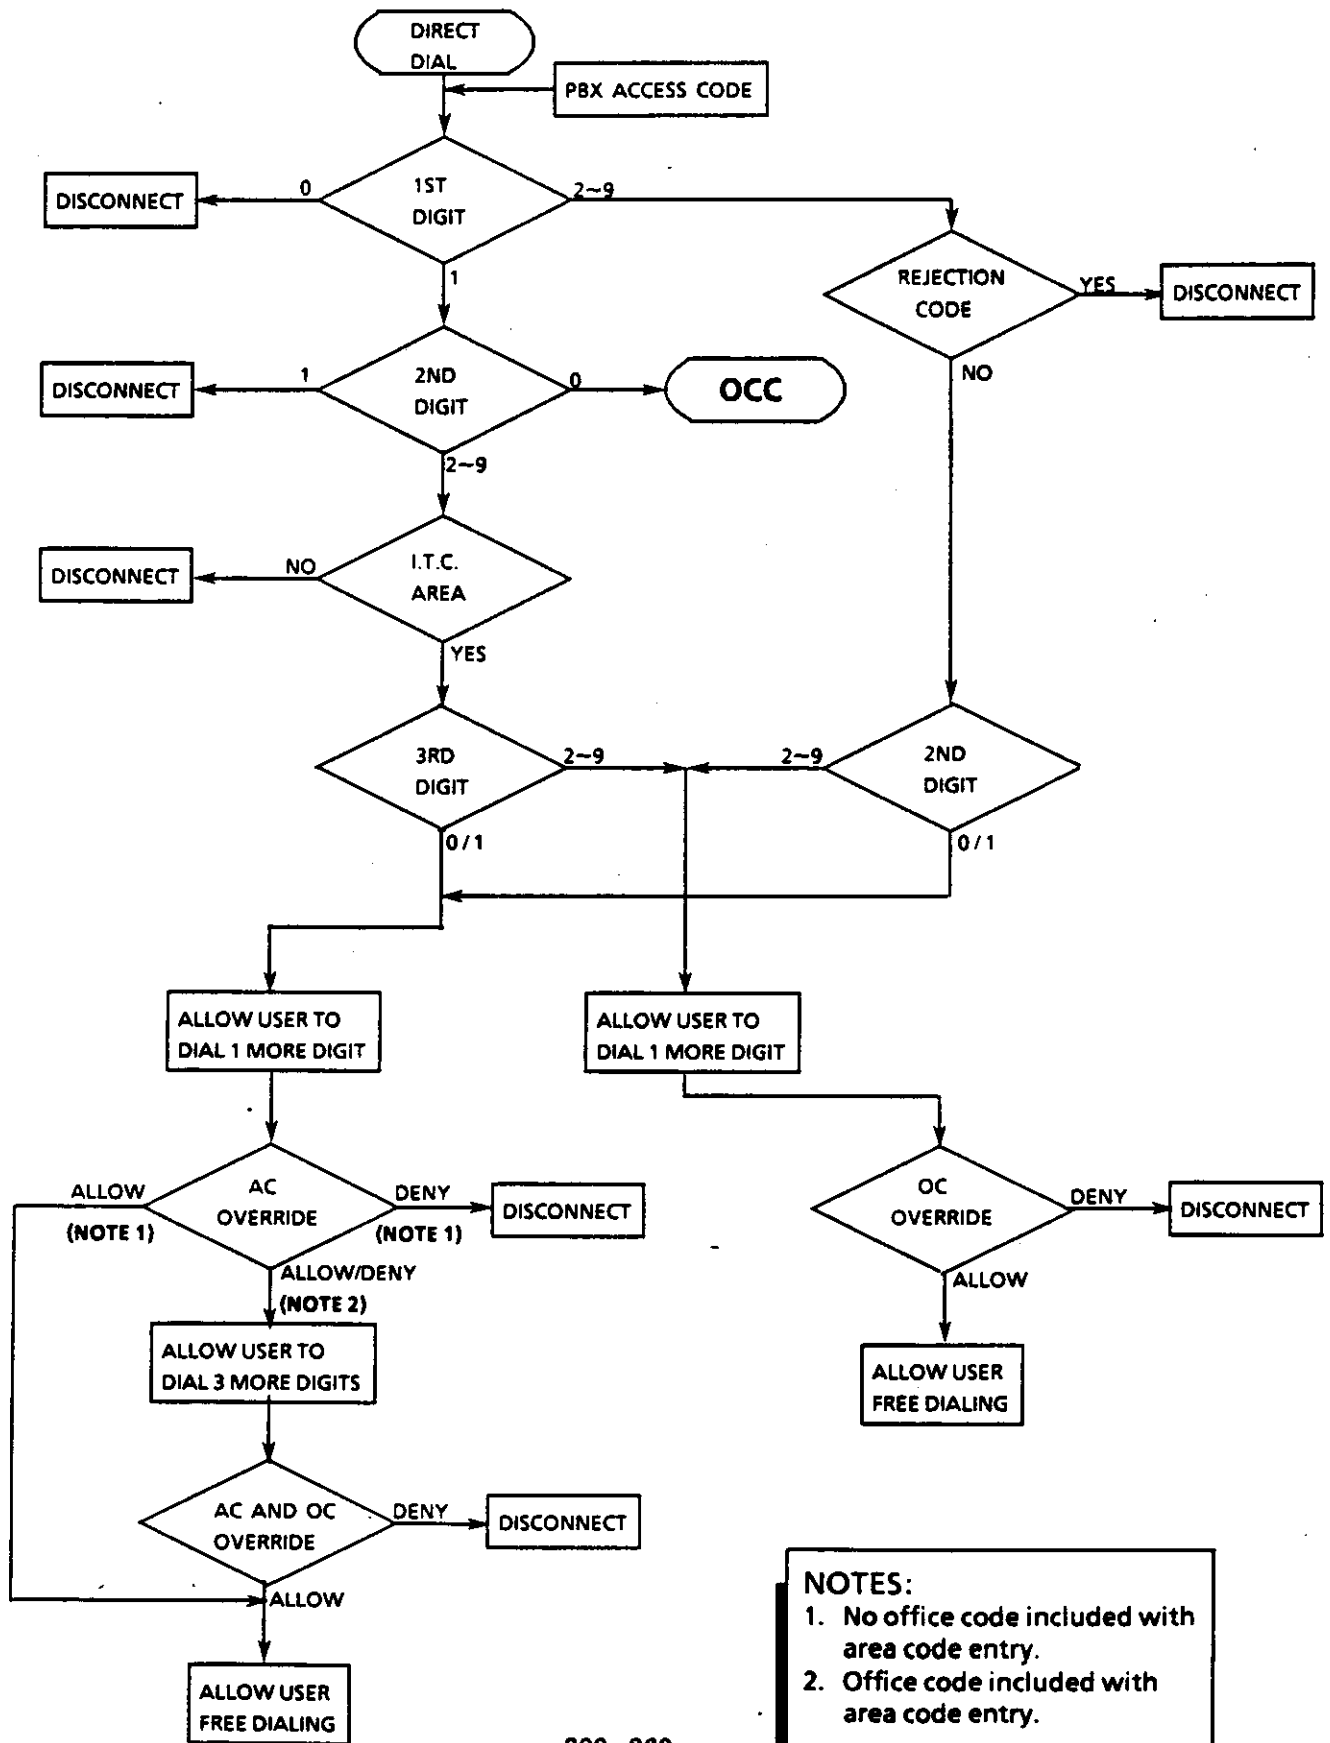 DIRECT
DIAL
PBX ACCESS CODE
DISCONNECT
0
1ST
DIGIT
2~9
1
REJECTION
CODE
YES
DISCONNECT
NO
DISCONNECT
1
2ND
DIGIT
0
OCC
2~9
DISCONNECT
NO
I.T.C.
AREA
YES
3RD
DIGIT
2~9
0/1
2~9
2ND
DIGIT
0/1
ALLOW USER TO
DIAL 1 MORE DIGIT
ALLOW USER TO
DIAL 1 MORE DIGIT
ALLOW
(NOTE 1)
AC
OVERRIDE
DENY
(NOTE 1)
DISCONNECT
OC
OVERRIDE
DENY
DISCONNECT
ALLOW/DENY
(NOTE 2)
ALLOW
ALLOW USER TO
DIAL 3 MORE DIGITS
ALLOW USER
FREE DIALING
AC AND OC
OVERRIDE
DENY
DISCONNECT
ALLOW
ALLOW USER
FREE DIALING
NOTES:
1. No office code included with
area code entry.
2. Office code included with
area code entry.